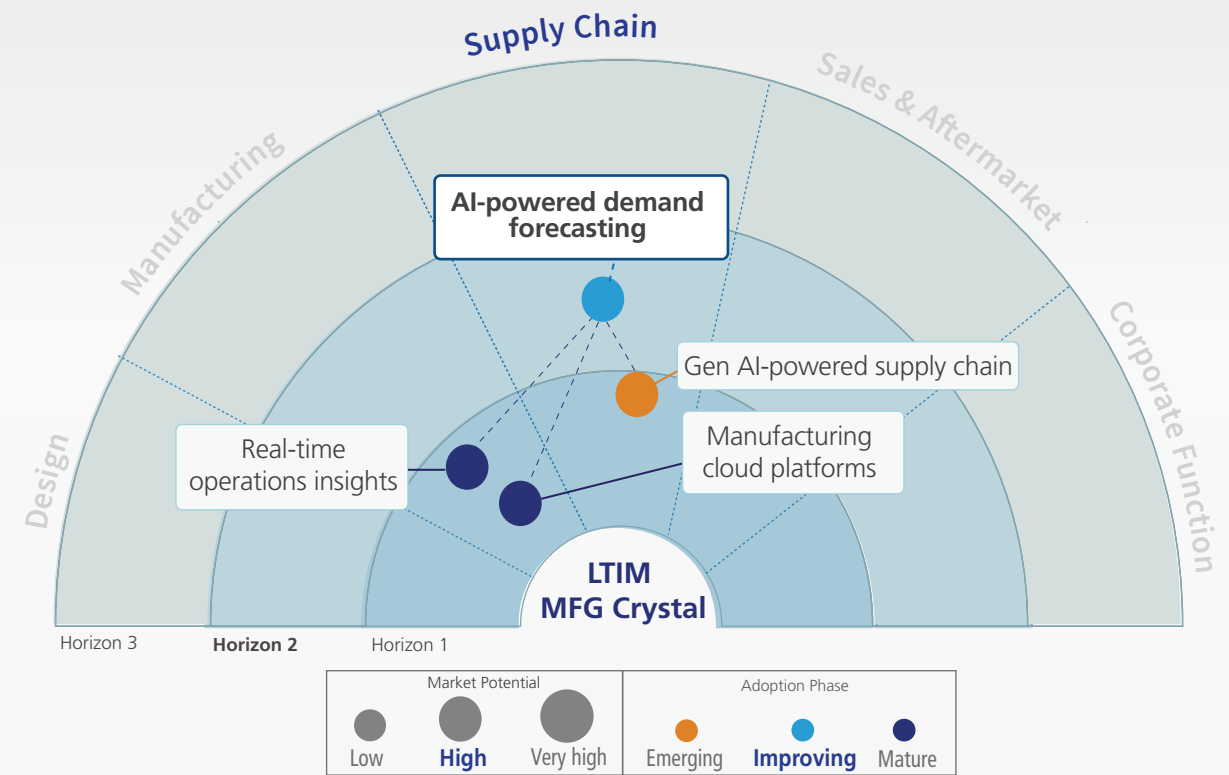 Supply Chain
Sales & Aftermarket
Manufacturing
AI-powered demand
forecasting
Corporate Function
Gen AI-powered supply chain
Real-time
operations insights
Manufacturing
cloud platforms
Design
LTIM
MFG Crystal
Horizon 3
Horizon 2
Horizon 1
Market Potential
Low
High
Very high
Adoption Phase
Emerging
Improving
Mature